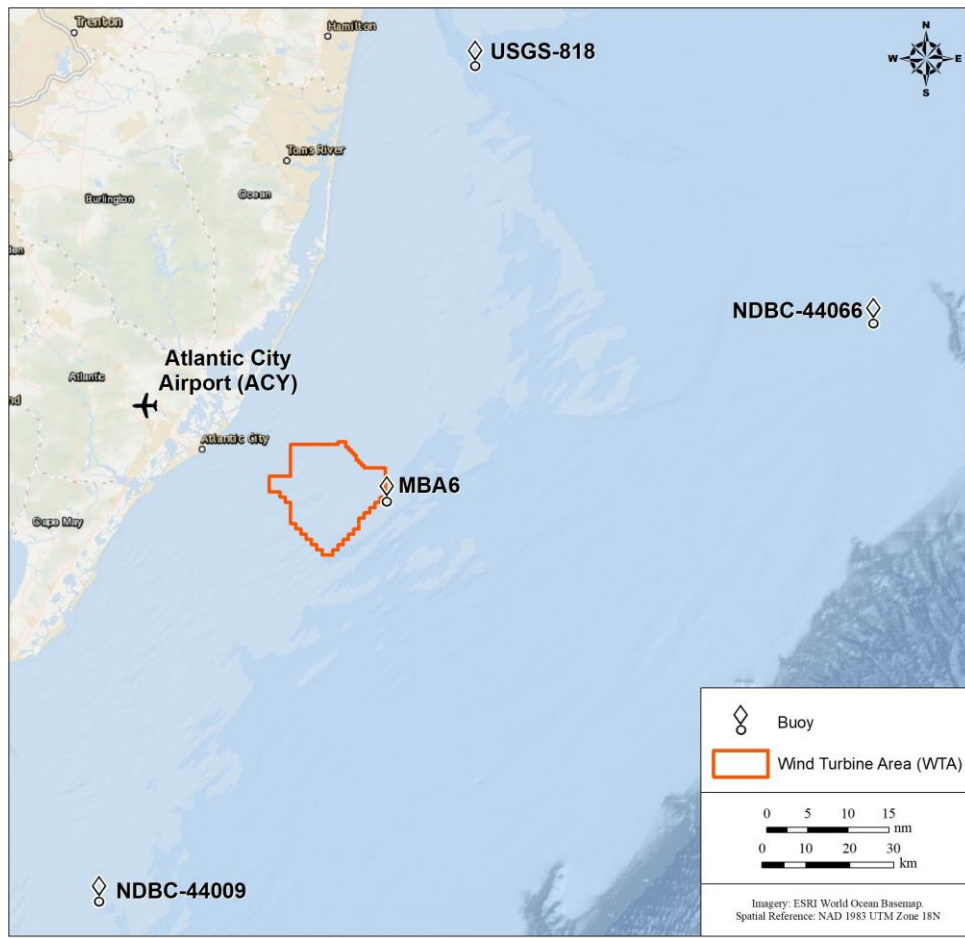 Trenton
Hamilton
USGS-818
N
W
E
S
Toms River
Burlington
Ocean
NDBC-44066
Atlantic City
Airport (ACY)
Atlantic
Atlantic City
MBA6
Cape May
Buoy
Wind Turbine Area (WTA)
0 5 10 15
nm
0 10 20 30
km
NDBC-44009
Imagery: ESRI World Ocean Basemap.
Spatial Reference: NAD 1983 UTM Zone 18N